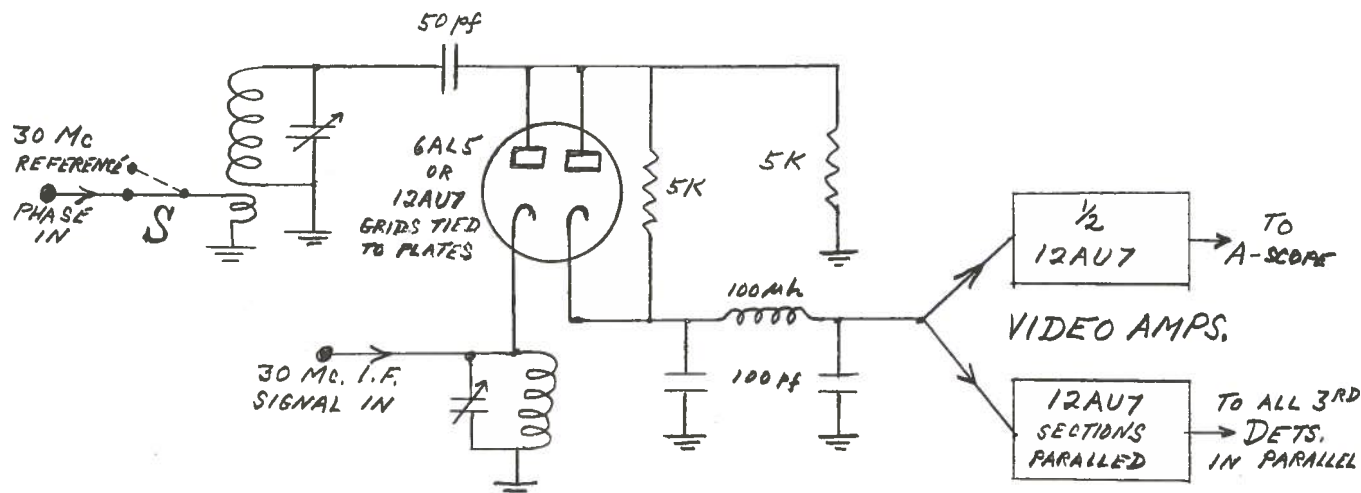 50 pf
30 Mc
REFERENCE
PHASE
IN
S
6AL5
OR
12AU7
GRIDS TIED
TO PLATES
5K
5K
30 Mc. I.F.
SIGNAL IN
100 μh
100 pf
1/2
12AU7
TO
A-SCOPE
VIDEO AMPS.
12AU7
SECTIONS
PARALLED
TO ALL 3RD
DETS.
IN PARALLEL